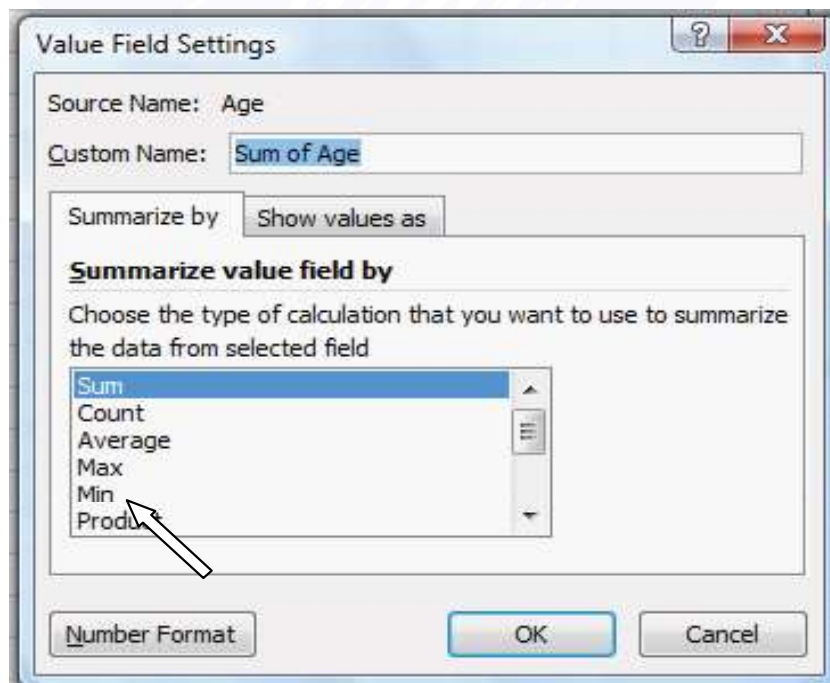 Value Field Settings
Source Name: Age
Custom Name: Sum of Age
Summarize by Show values as
Summarize value field by
Choose the type of calculation that you want to use to summarize
the data from selected field
Sum
Count
Average
Max
Min
Product
Number Format OK Cancel